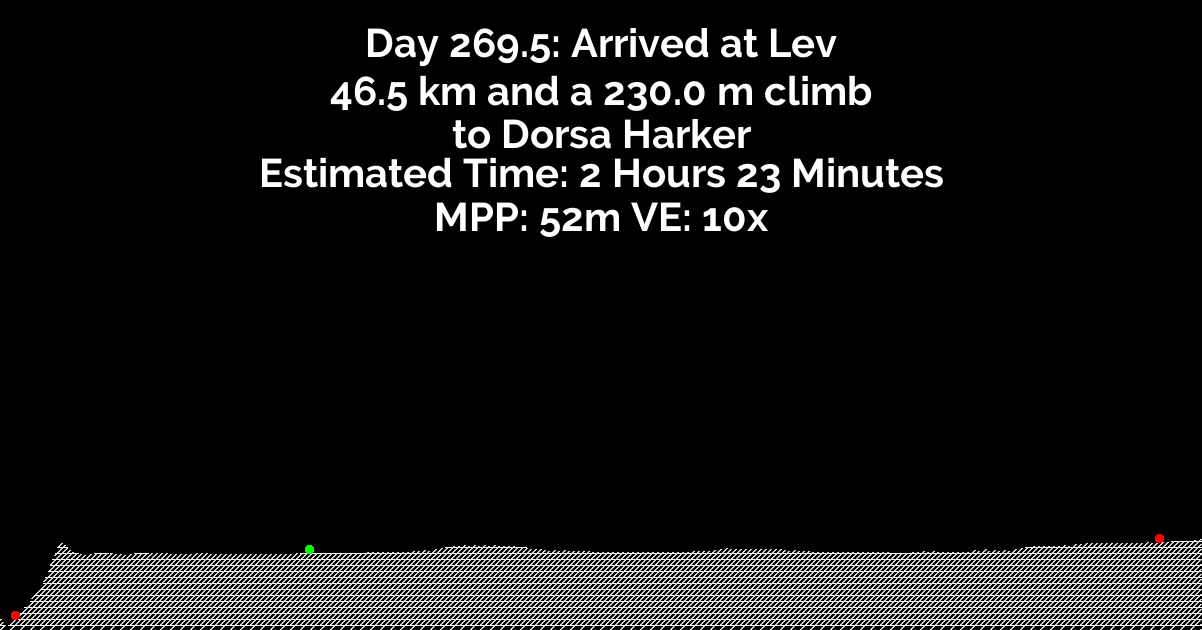 Day 269.5: Arrived at Lev
46.5 km and a 230.0 m climb
to Dorsa Harker
Estimated Time: 2 Hours 23 Minutes
MPP: 52m VE: 10x